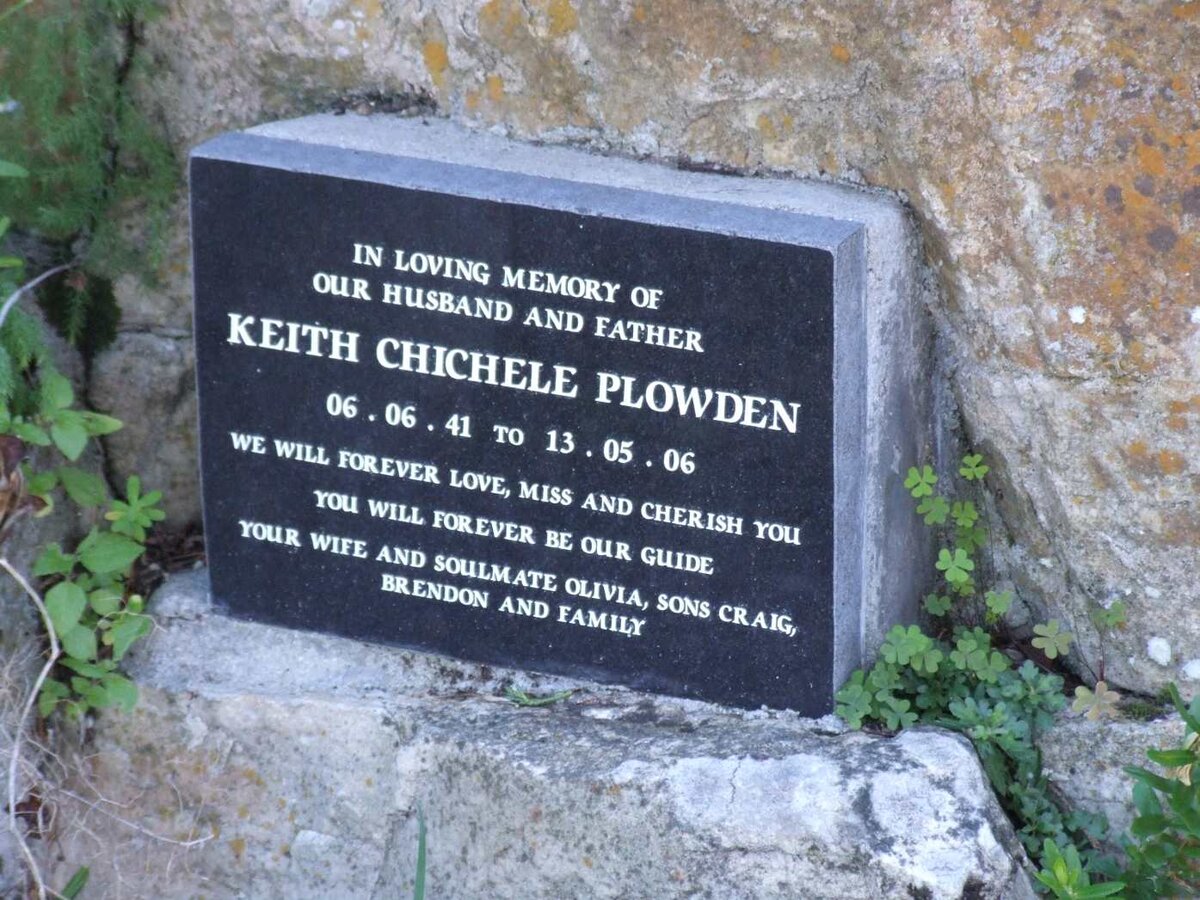 IN LOVING MEMORY OF
OUR HUSBAND AND FATHER
KEITH CHICHELE PLOWDEN
06 . 06 . 41 TO 13 . 05 . 06
WE WILL FOREVER LOVE, MISS AND CHERISH YOU
YOU WILL FOREVER BE OUR GUIDE
YOUR WIFE AND SOULMATE OLIVIA, SONS CRAIG,
BRENDON AND FAMILY